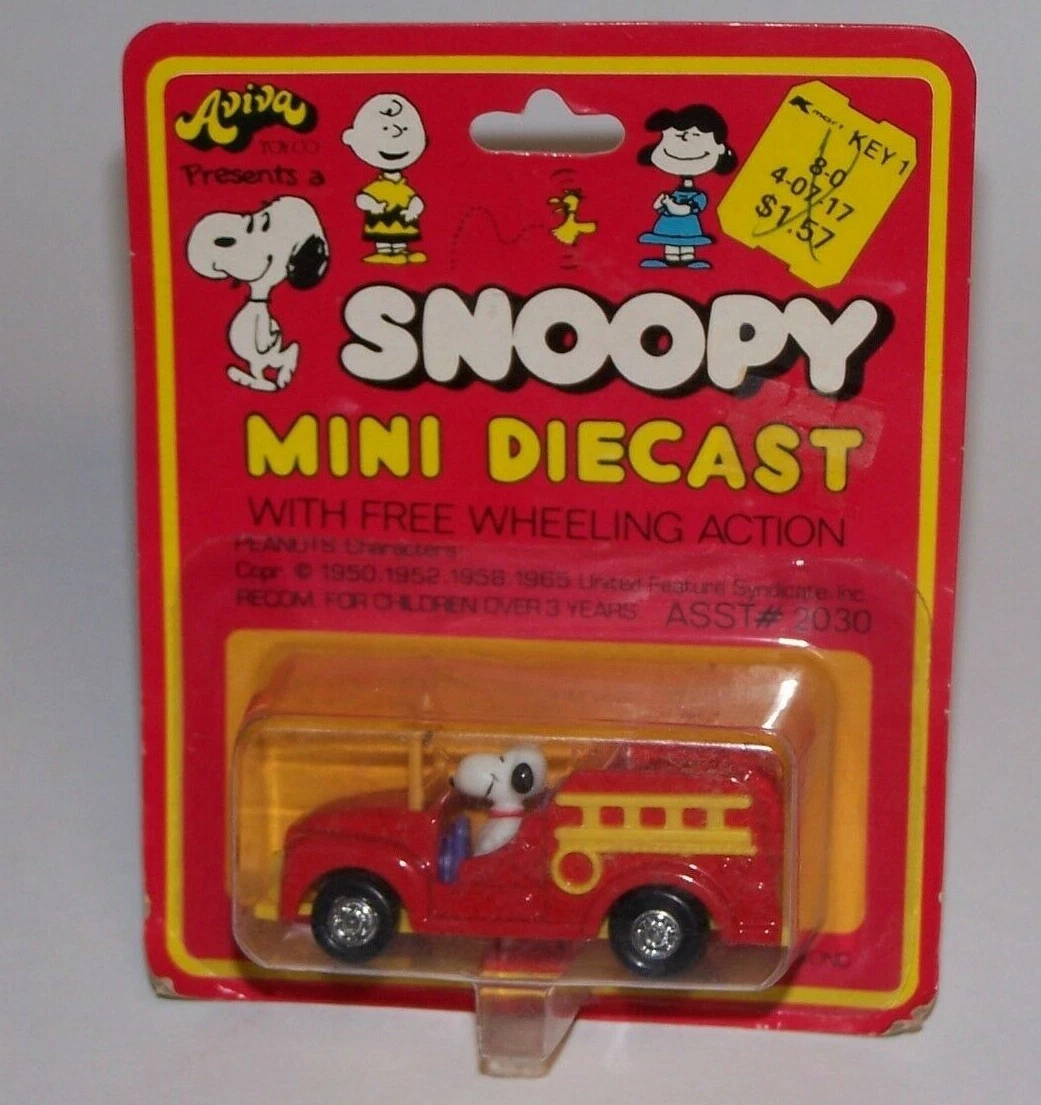 Aviva
TOY CO
Presents a
Kmart KEY 1
8-0
4-07-17
$1.57
SNOOPY
MINI DIECAST
WITH FREE WHEELING ACTION
PEANUTS Characters
Copr. © 1950.1952.1958.1965 United Feature Syndicate. Inc.
RECOM. FOR CHILDREN OVER 3 YEARS. ASST# 2030